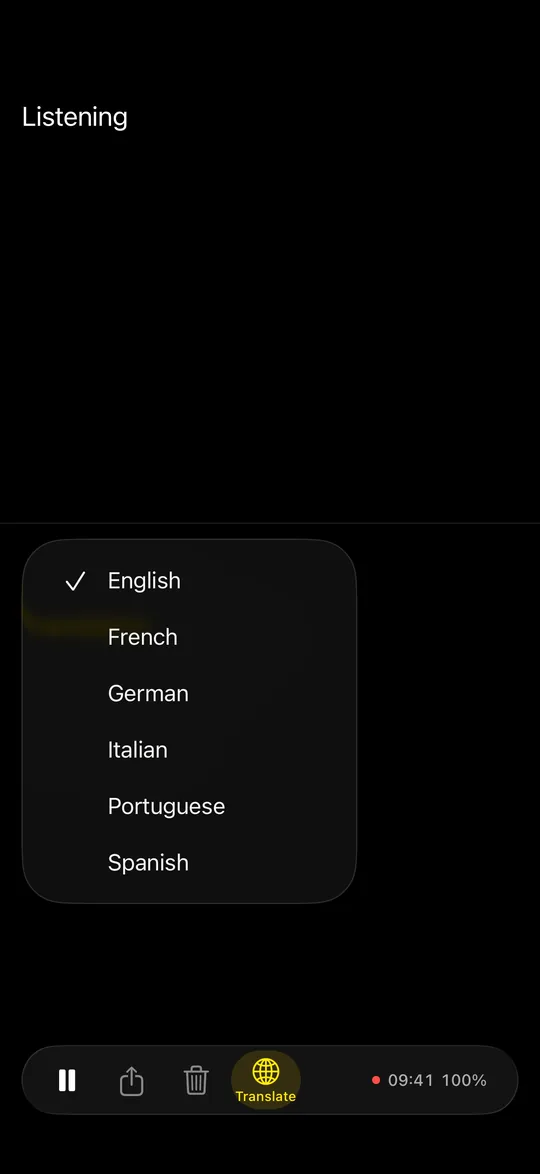 Listening
English
French
German
Italian
Portuguese
Spanish
Translate
09:41 100%